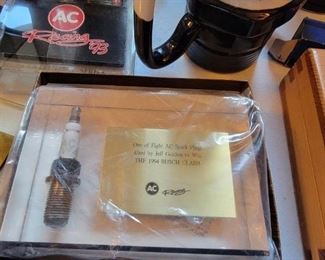 AC
Racing '93
One of Eight AC Spark Plugs
used by Jeff Gordon to Win
THE 1994 BUSCH CLASH
AC
Racing